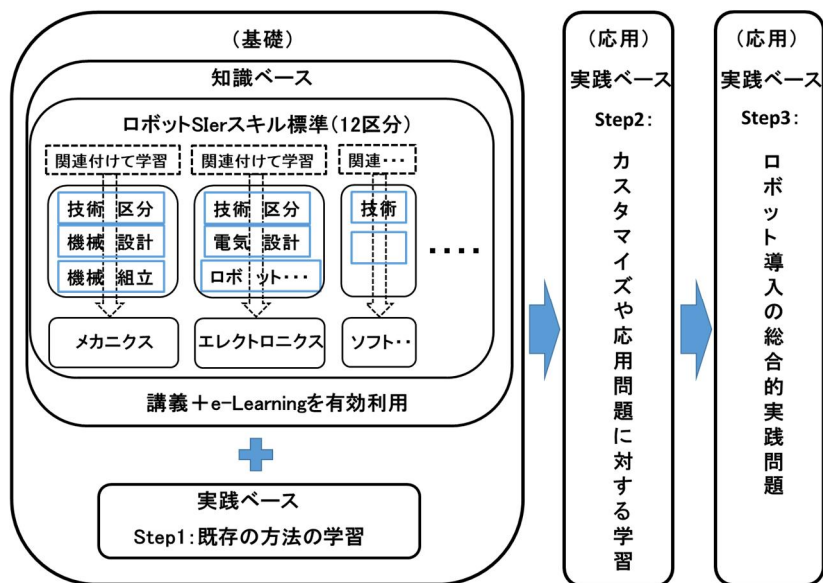 （基礎）
知識ベース
ロボットSIerスキル標準（12区分）
関連付けて学習
技術 区分
機械 設計
機械 組立
メカニクス
関連付けて学習
技術 区分
電気 設計
ロボット･･･
エレクトロニクス
関連･･･
技術
ソフト･･
････
講義＋e-Learningを有効利用
実践ベース
Step1：既存の方法の学習
（応用）
実践ベース
Step2：
カスタマイズや応用問題に対する学習
（応用）
実践ベース
Step3：
ロボット導入の総合的実践問題